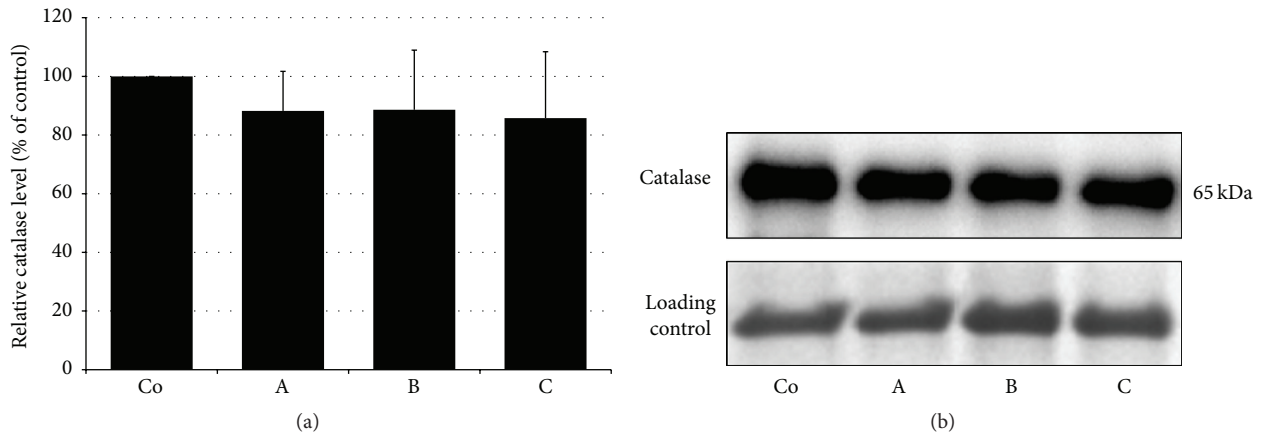 Relative catalase level (% of control)
120
100
80
60
40
20
0
Co A B C
(a)
Catalase
65 kDa
Loading
control
Co A B C
(b)